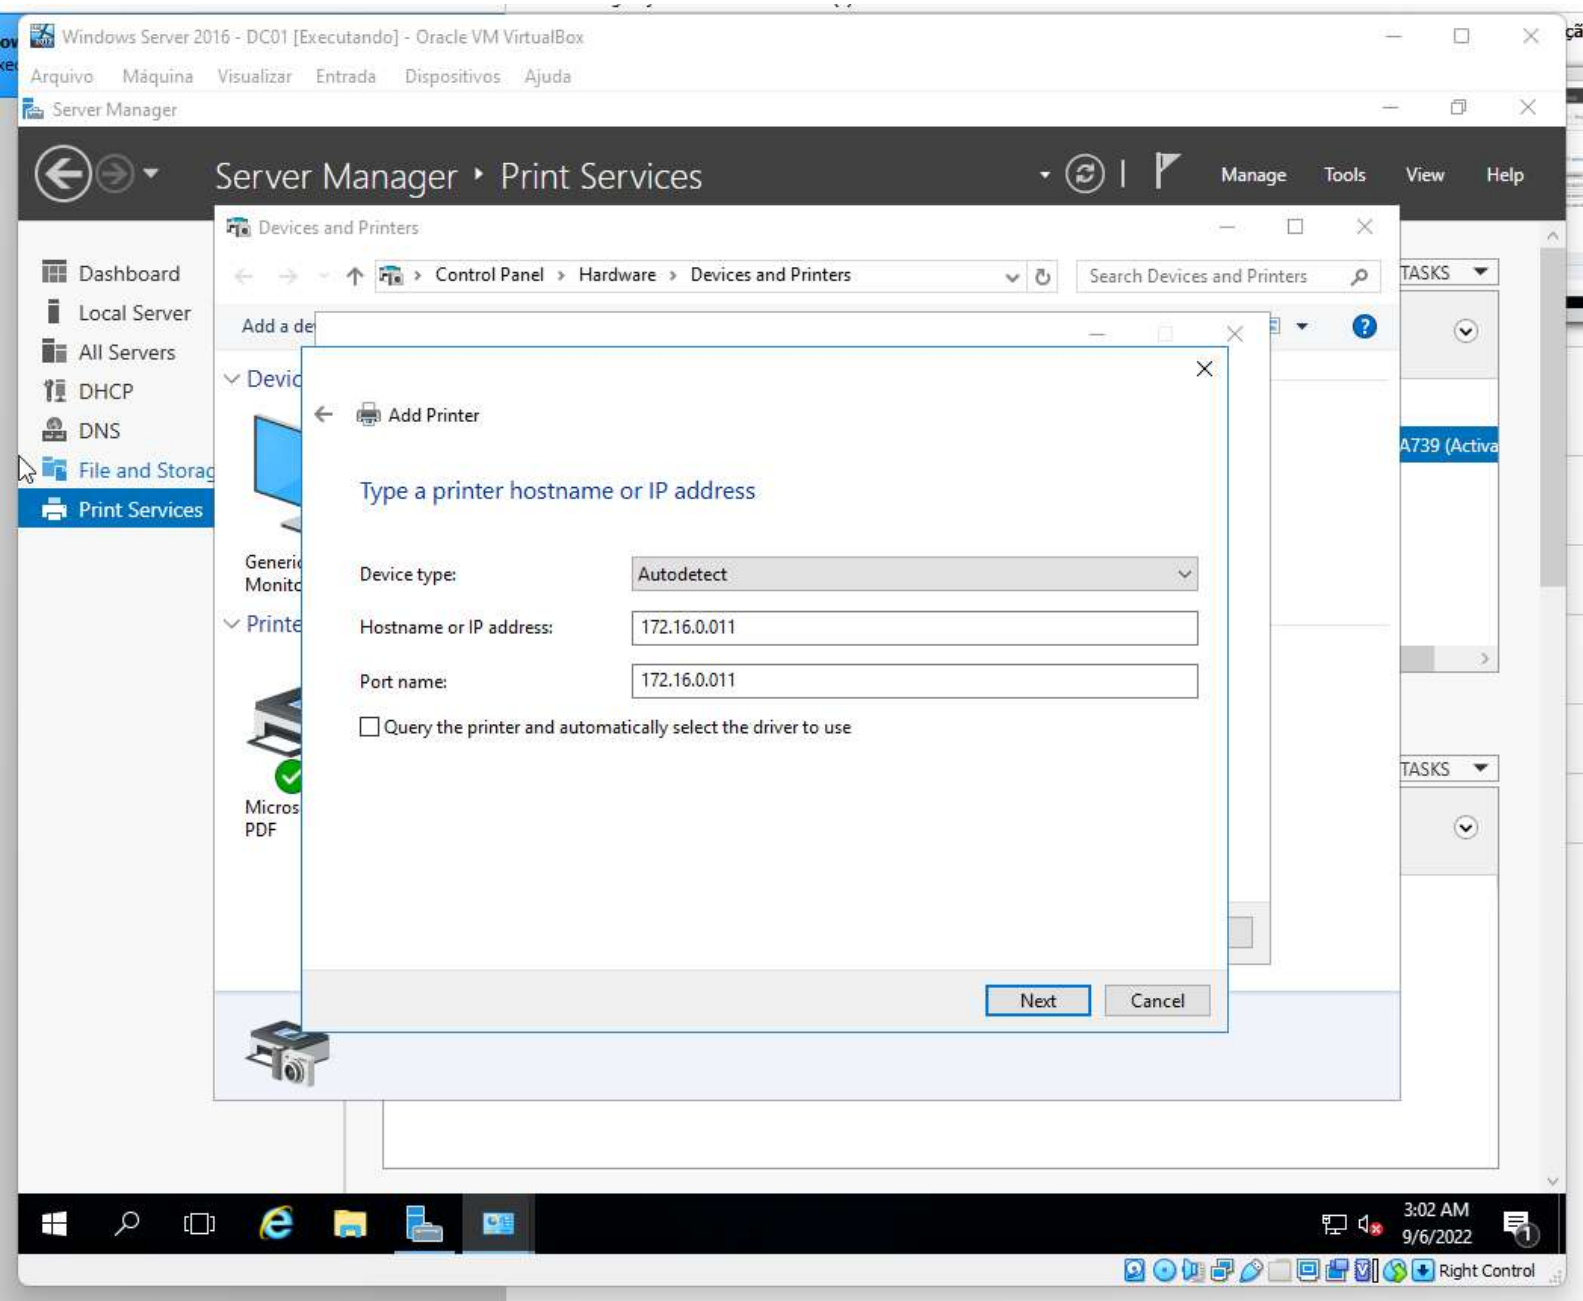 Windows Server 2016 - DC01 [Executando] - Oracle VM VirtualBox
Arquivo Máquina Visualizar Entrada Dispositivos Ajuda
Server Manager
Server Manager Print Services
Manage Tools View Help
Devices and Printers
Control Panel Hardware Devices and Printers
Search Devices and Printers
TASKS
Dashboard
Local Server
All Servers
DHCP
DNS
File and Storag
Print Services
Add a de
Devic
A739 (Activa
Generic
Monito
Printe
Micros
PDF
Add Printer
Type a printer hostname or IP address
Device type: Autodetect
Hostname or IP address: 172.16.0.011
Port name: 172.16.0.011
Query the printer and automatically select the driver to use
Next Cancel
TASKS
3:02 AM
9/6/2022
1
Right Control